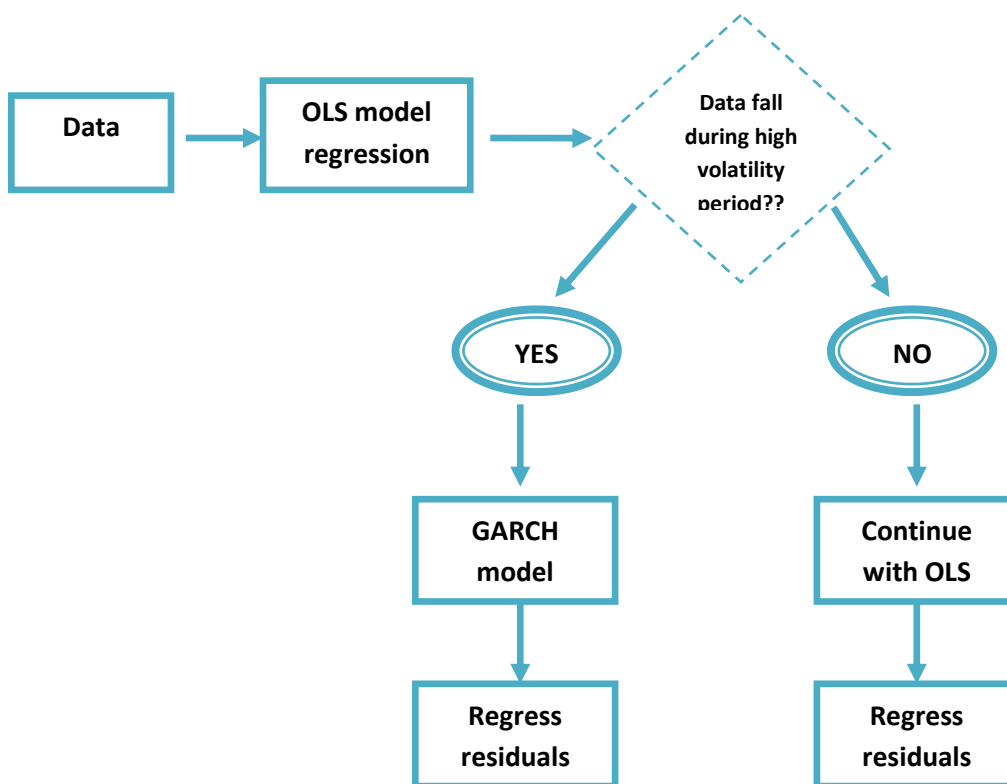 Data
OLS model
regression
Data fall
during high
volatility
period??
YES
NO
GARCH
model
Continue
with OLS
Regress
residuals
Regress
residuals